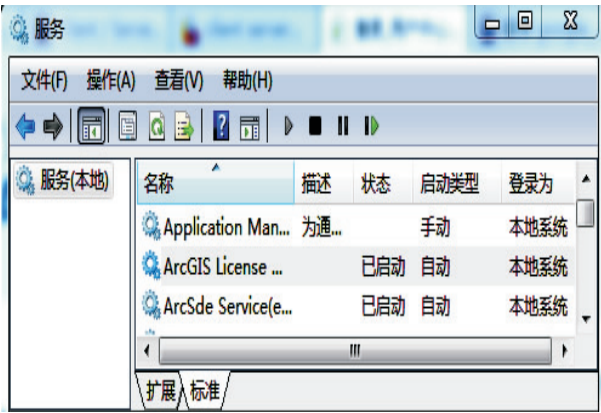 服务
文件(F) 操作(A) 查看(V) 帮助(H)
服务(本地)
名称 描述 状态 启动类型 登录为
Application Man... 为通... 手动 本地系统
ArcGIS License ... 已启动 自动 本地系统
ArcSde Service(e... 已启动 自动 本地系统
扩展 标准